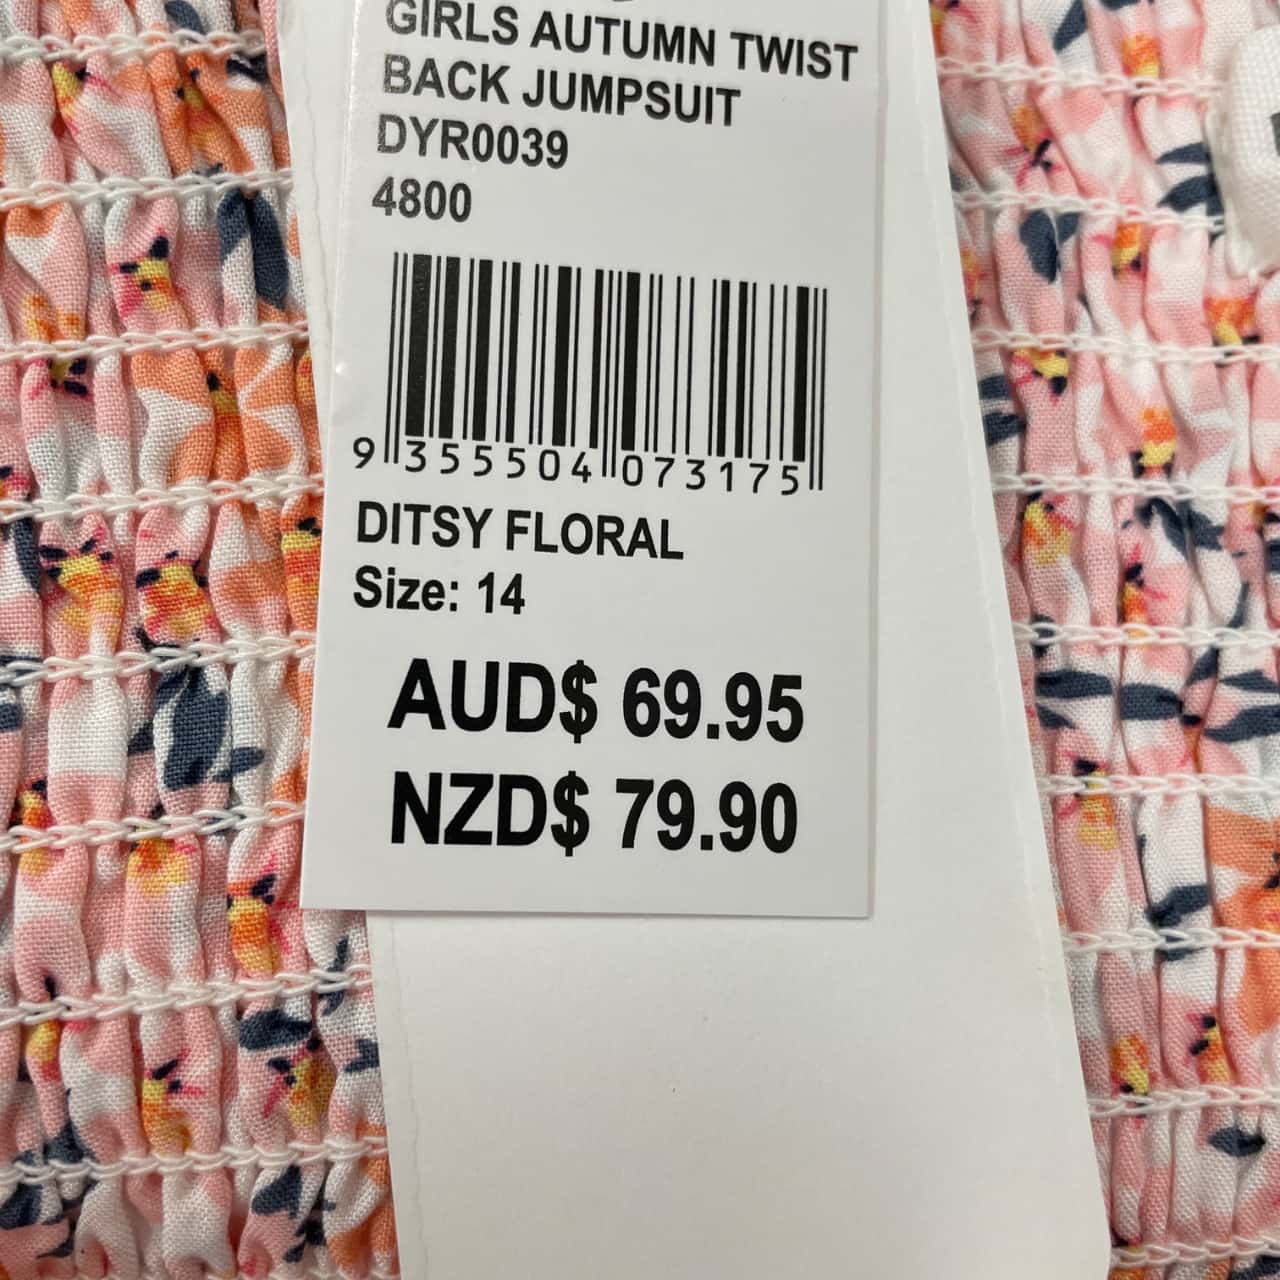 GIRLS AUTUMN TWIST
BACK JUMPSUIT
DYR0039
4800
9 355504 073175
DITSY FLORAL
Size: 14
AUD$ 69.95
NZD$ 79.90